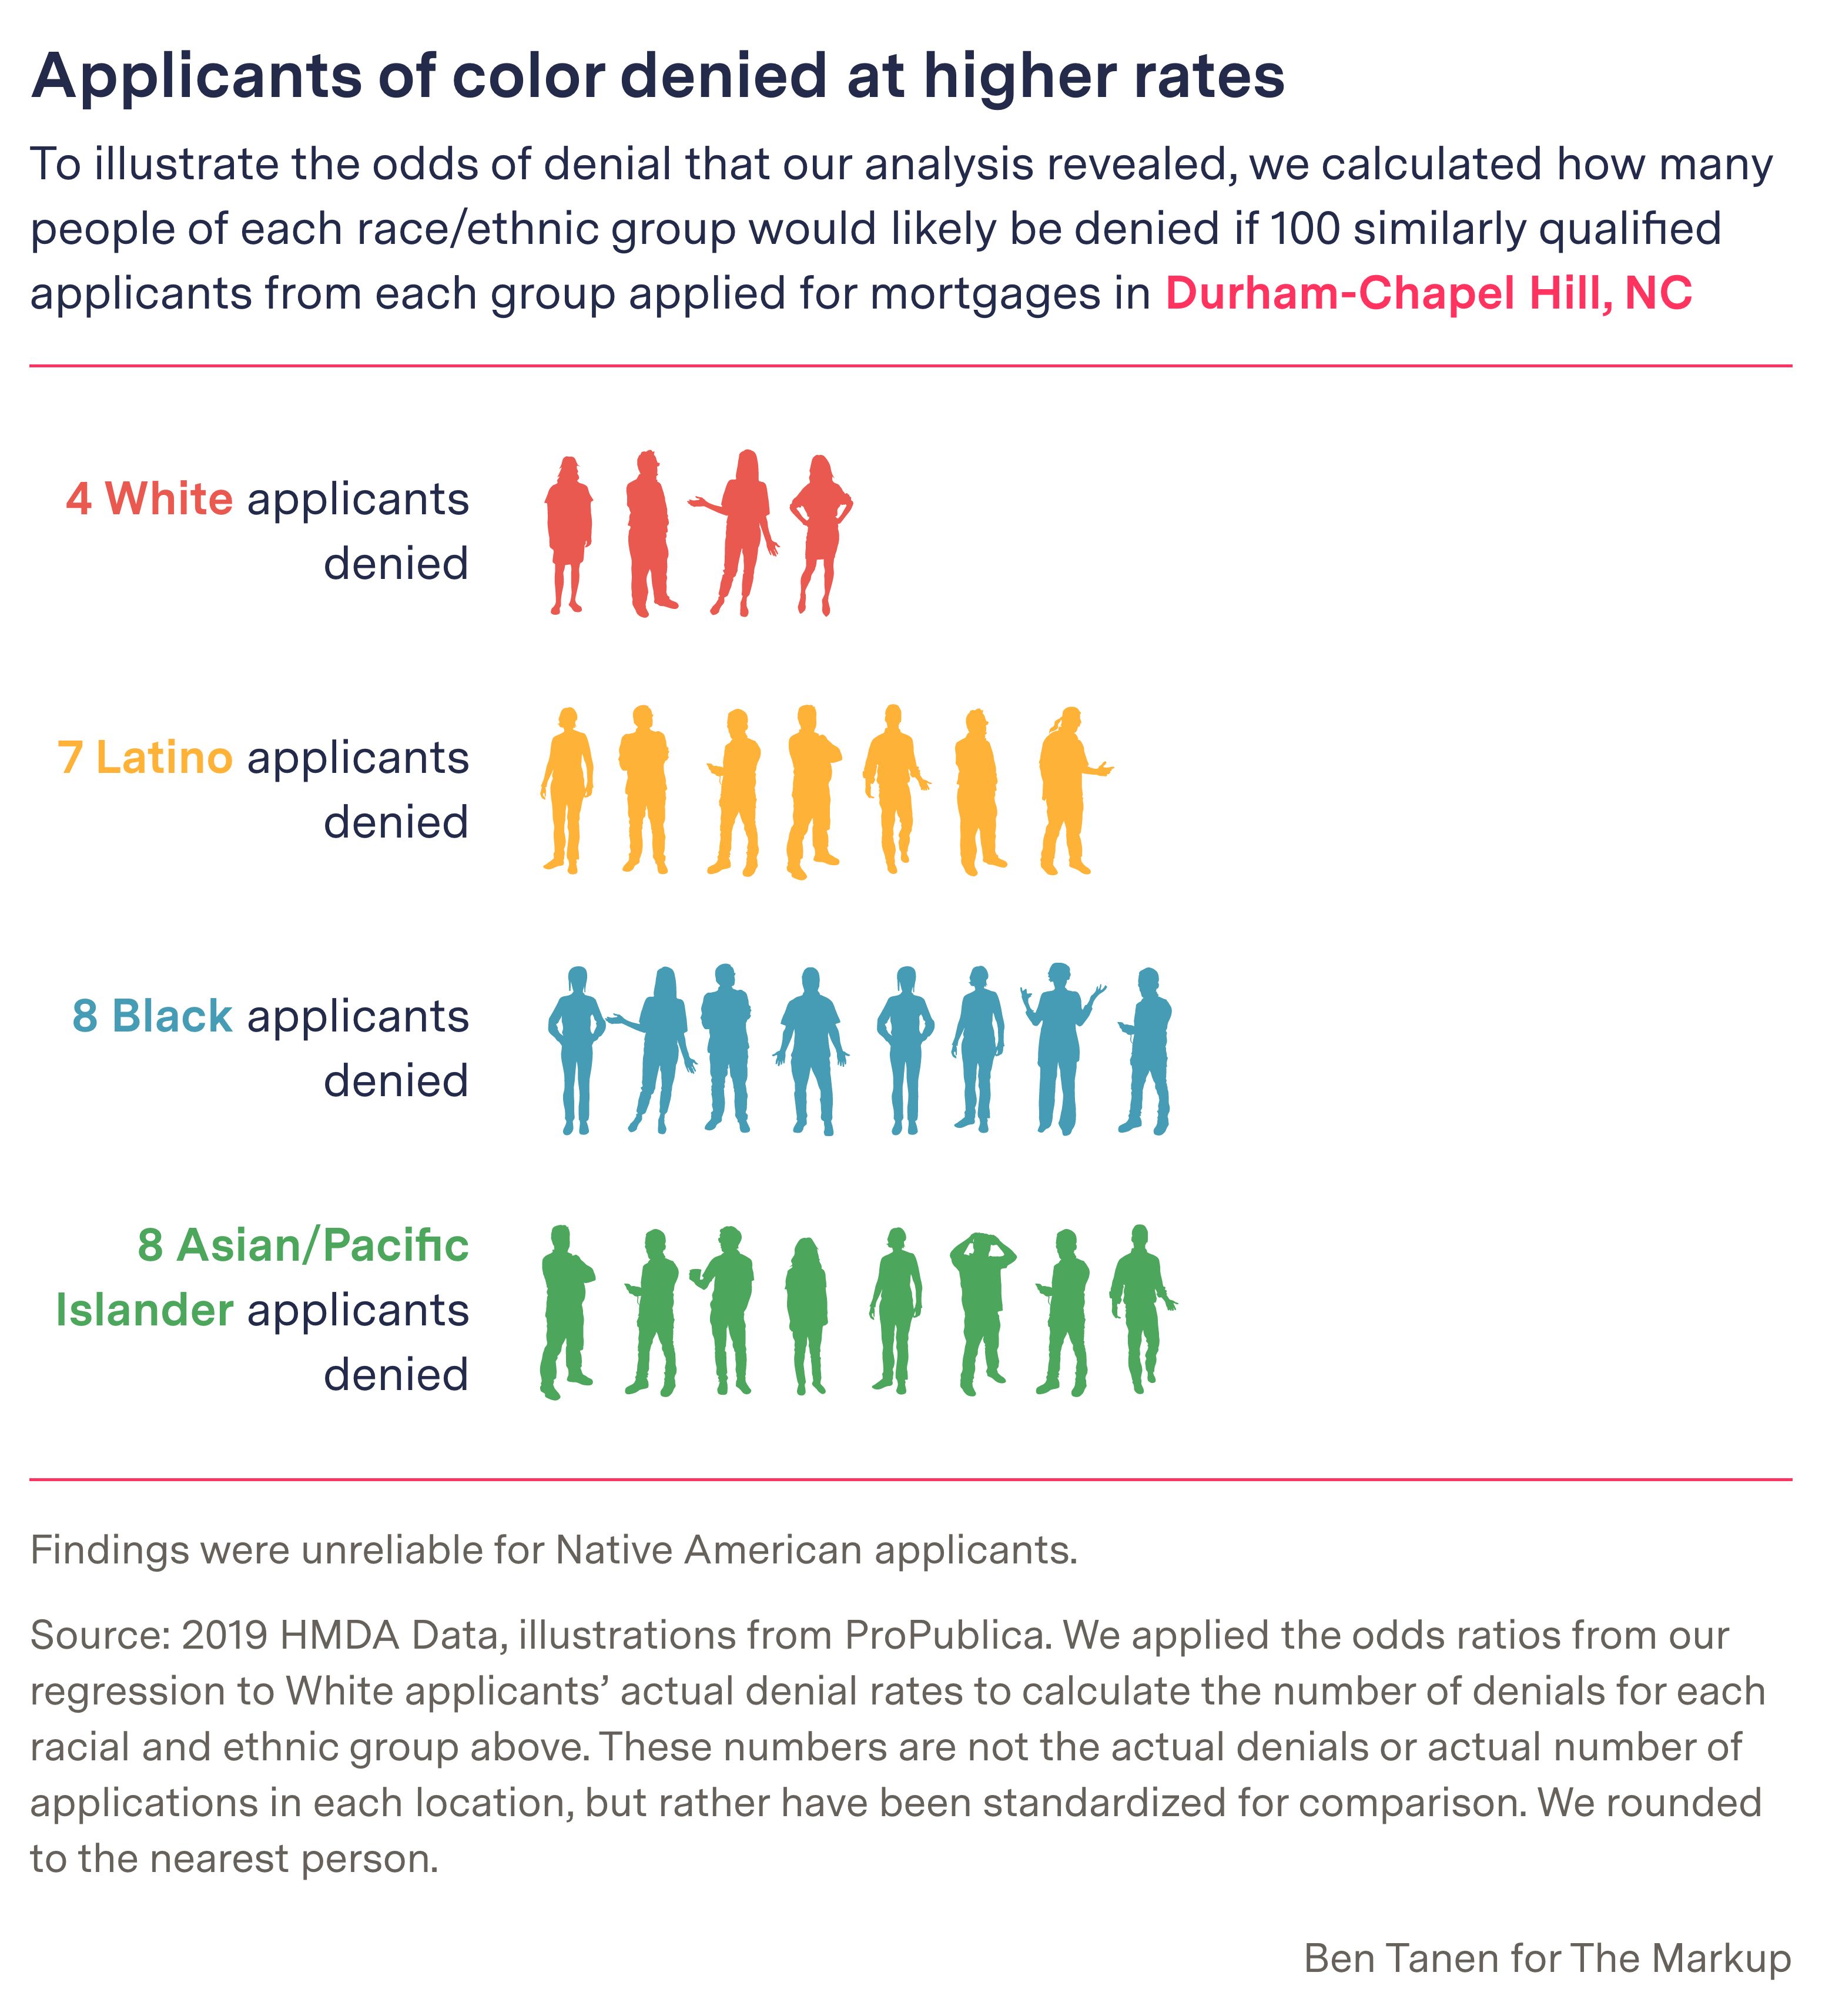 Applicants of color denied at higher rates
To illustrate the odds of denial that our analysis revealed, we calculated how many
people of each race/ethnic group would likely be denied if 100 similarly qualified
applicants from each group applied for mortgages in Durham-Chapel Hill, NC
4 White applicants
denied
7 Latino applicants
denied
8 Black applicants
denied
8 Asian/Pacific
Islander applicants
denied
Findings were unreliable for Native American applicants.
Source: 2019 HMDA Data, illustrations from ProPublica. We applied the odds ratios from our
regression to White applicants’ actual denial rates to calculate the number of denials for each
racial and ethnic group above. These numbers are not the actual denials or actual number of
applications in each location, but rather have been standardized for comparison. We rounded
to the nearest person.
Ben Tanen for The Markup